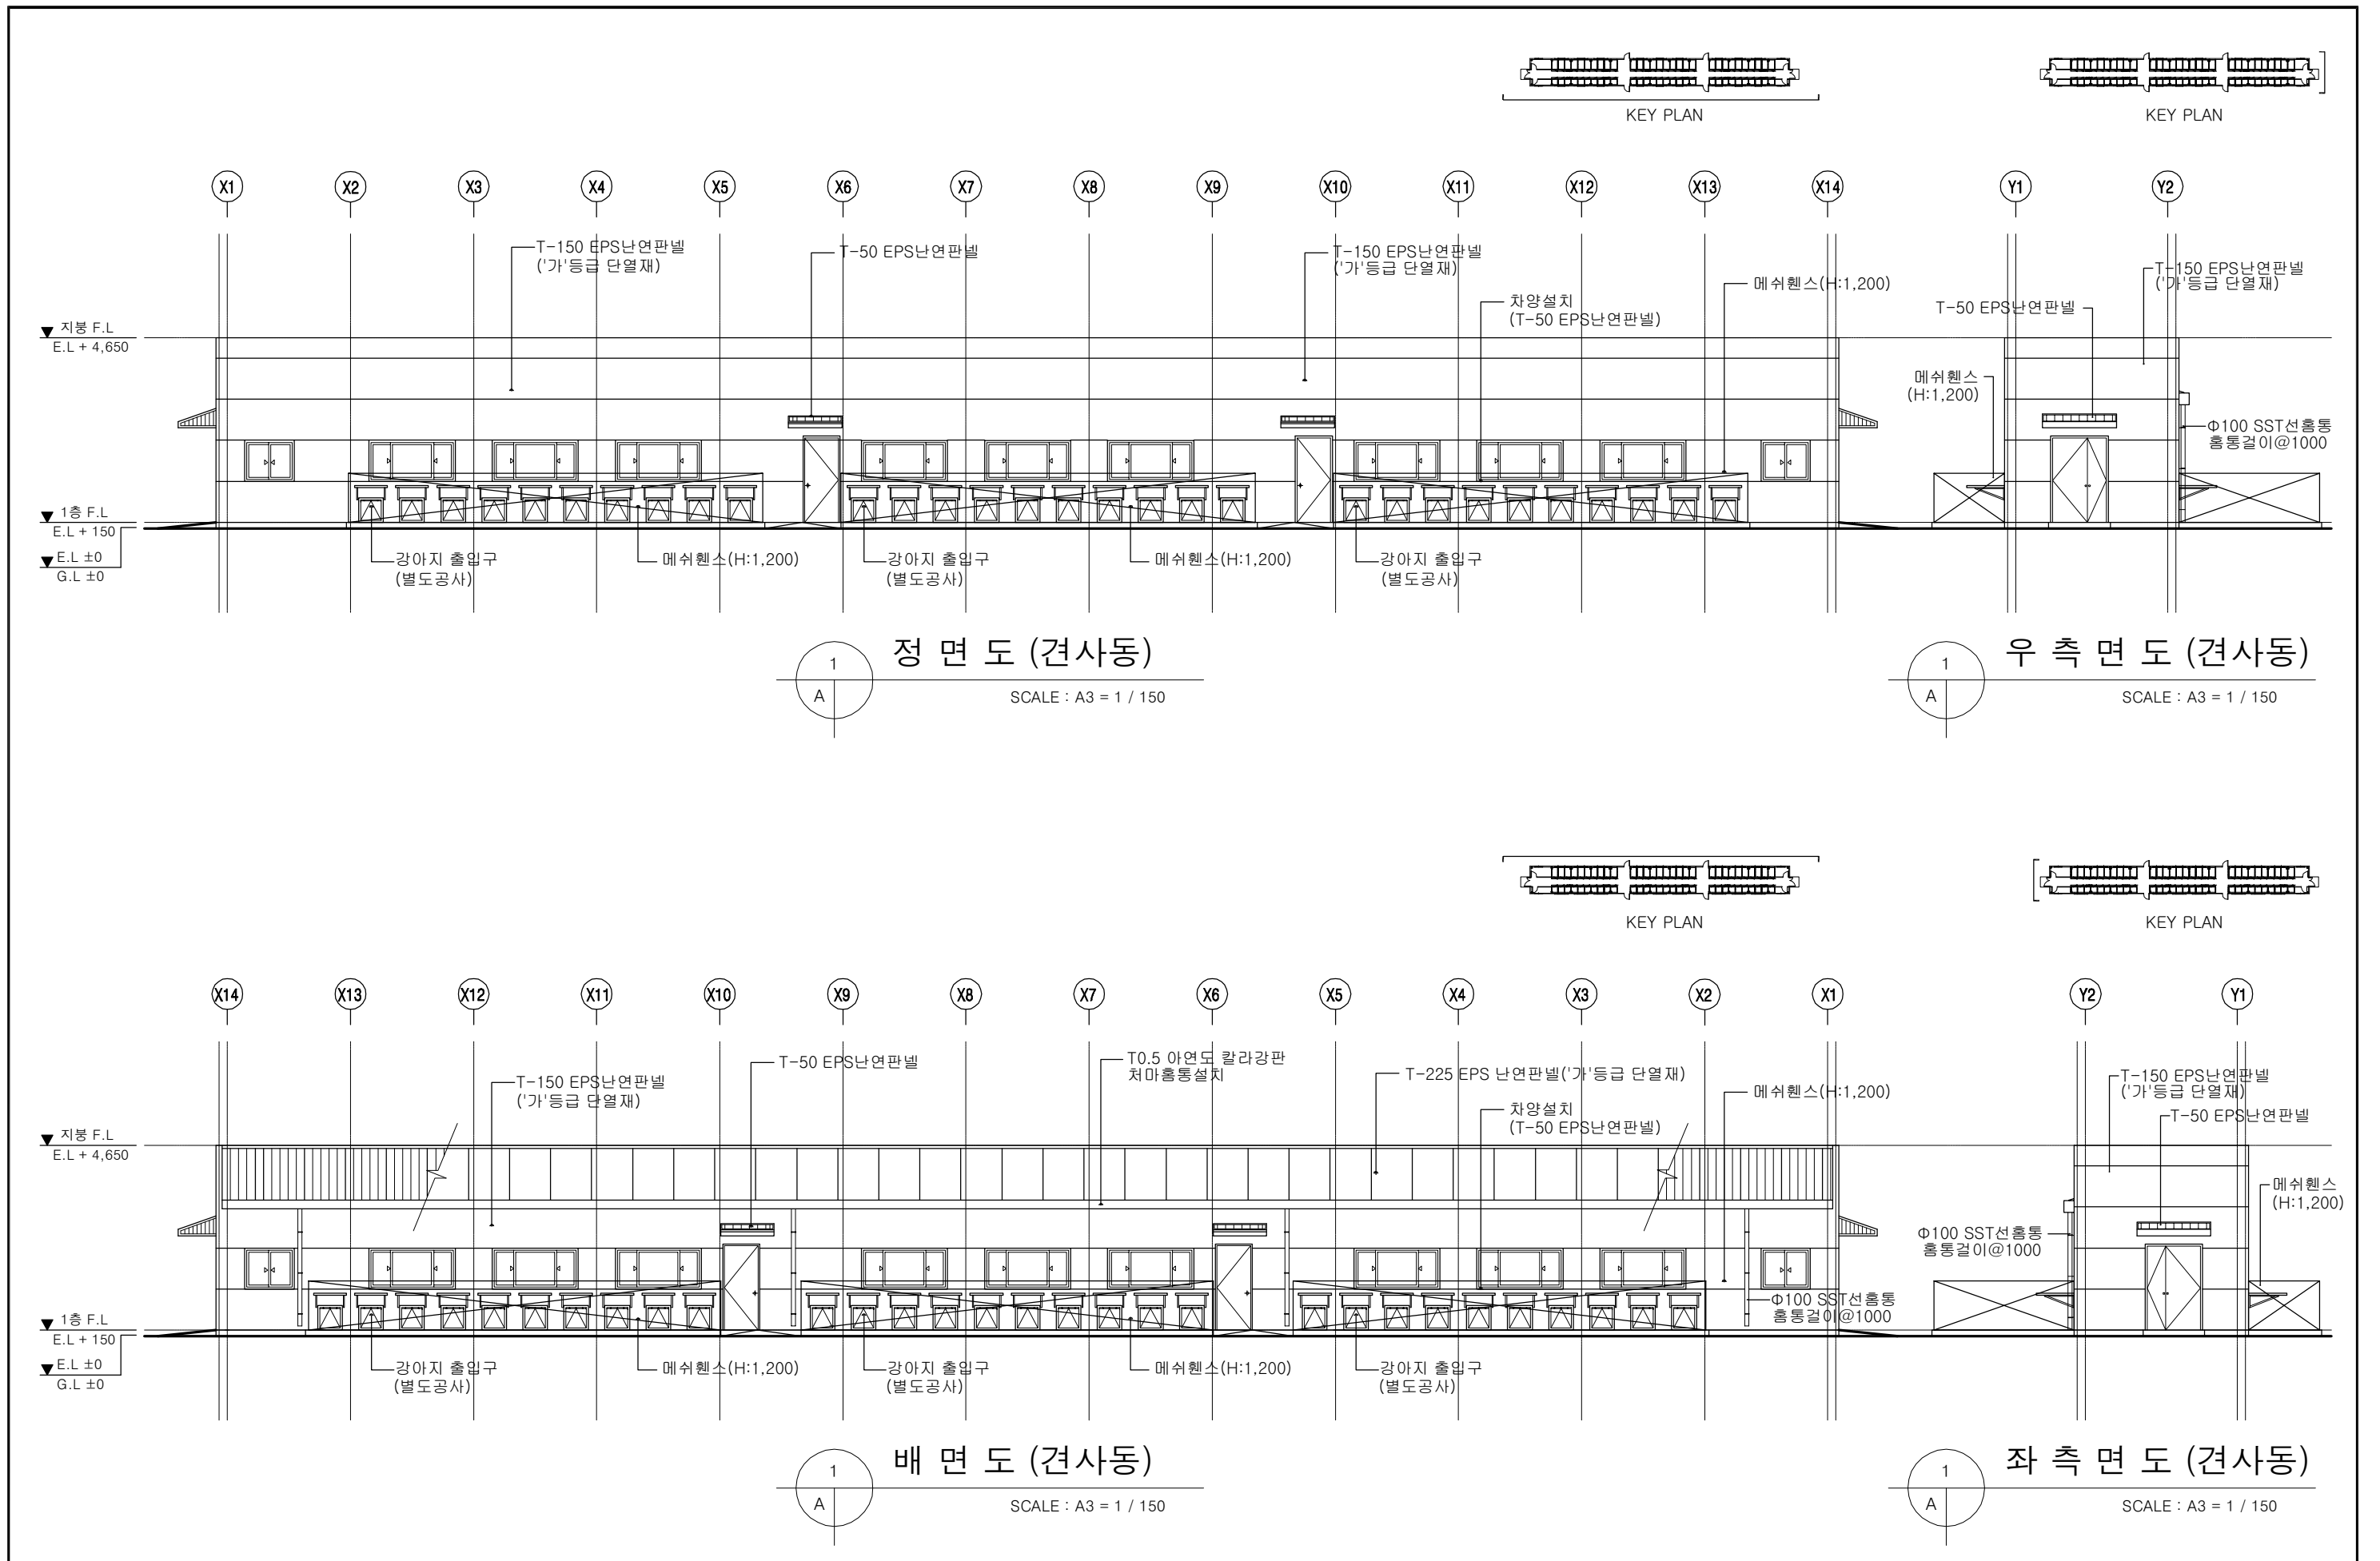 KEY PLAN
KEY PLAN
X1 X2 X3 X4 X5 X6 X7 X8 X9 X10 X11 X12 X13 X14 Y1 Y2
T-150 EPS난연판넬
('가'등급 단열재)
T-50 EPS난연판넬
T-150 EPS난연판넬
('가'등급 단열재)
차양설치
(T-50 EPS난연판넬)
메쉬휀스(H:1,200)
T-150 EPS난연판넬
('가'등급 단열재)
T-50 EPS난연판넬
메쉬휀스
(H:1,200)
Φ100 SST선홈통
홈통걸이@1000
지붕 F.L
E.L + 4,650
1층 F.L
E.L + 150
E.L ±0
G.L ±0
강아지 출입구
(별도공사)
메쉬휀스(H:1,200)
강아지 출입구
(별도공사)
메쉬휀스(H:1,200)
강아지 출입구
(별도공사)
1
A
정 면 도 (견사동)
SCALE : A3 = 1 / 150
1
A
우 측 면 도 (견사동)
SCALE : A3 = 1 / 150
KEY PLAN
KEY PLAN
X14 X13 X12 X11 X10 X9 X8 X7 X6 X5 X4 X3 X2 X1 Y2 Y1
T-150 EPS난연판넬
('가'등급 단열재)
T-50 EPS난연판넬
T0.5 아연도 칼라강판
처마홈통설치
T-225 EPS 난연판넬('가'등급 단열재)
차양설치
(T-50 EPS난연판넬)
메쉬휀스(H:1,200)
T-150 EPS난연판넬
('가'등급 단열재)
T-50 EPS난연판넬
메쉬휀스
(H:1,200)
Φ100 SST선홈통
홈통걸이@1000
Φ100 SST선홈통
홈통걸이@1000
지붕 F.L
E.L + 4,650
1층 F.L
E.L + 150
E.L ±0
G.L ±0
강아지 출입구
(별도공사)
메쉬휀스(H:1,200)
강아지 출입구
(별도공사)
메쉬휀스(H:1,200)
강아지 출입구
(별도공사)
1
A
배 면 도 (견사동)
SCALE : A3 = 1 / 150
1
A
좌 측 면 도 (견사동)
SCALE : A3 = 1 / 150